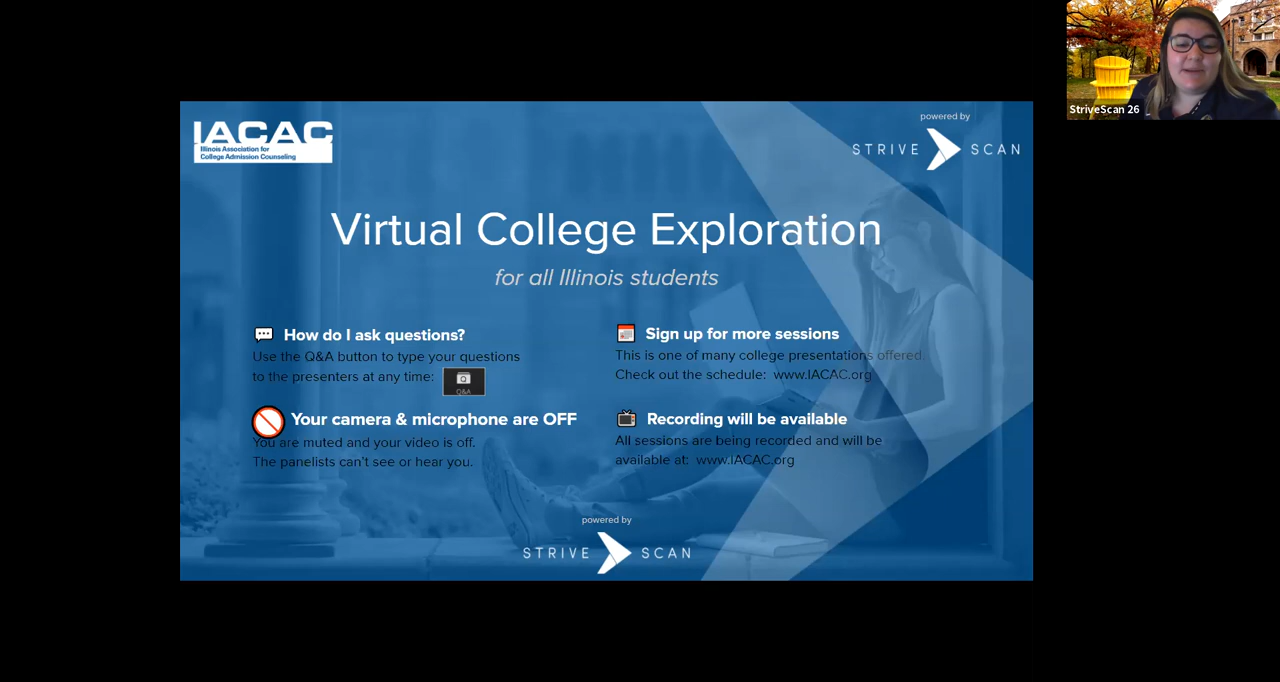 StriveScan 26
IACAC
Illinois Association for
College Admission Counseling
powered by
STRIVE SCAN
Virtual College Exploration
for all Illinois students
How do I ask questions?
Use the Q&A button to type your questions
to the presenters at any time:
Q&A
Your camera & microphone are OFF
You are muted and your video is off.
The panelists can't see or hear you.
Sign up for more sessions
This is one of many college presentations offered.
Check out the schedule: www.IACAC.org
Recording will be available
All sessions are being recorded and will be
available at: www.IACAC.org
powered by
STRIVE SCAN